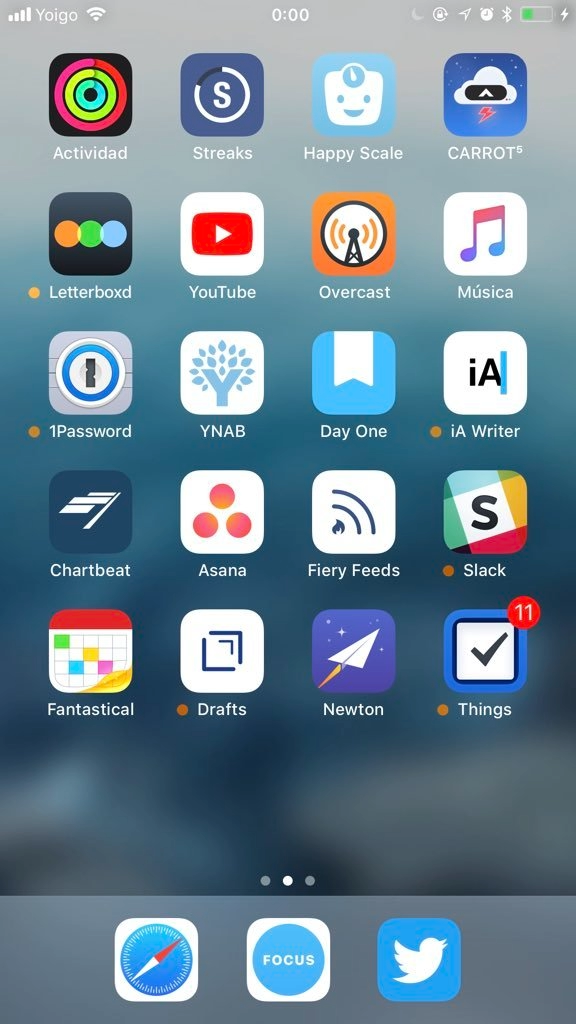 Yoigo 0:00
Actividad Streaks Happy Scale CARROT⁵
Letterboxd YouTube Overcast Música
1Password YNAB Day One iA Writer
Chartbeat Asana Fiery Feeds Slack
11
Fantastical Drafts Newton Things
S
iA
S
FOCUS